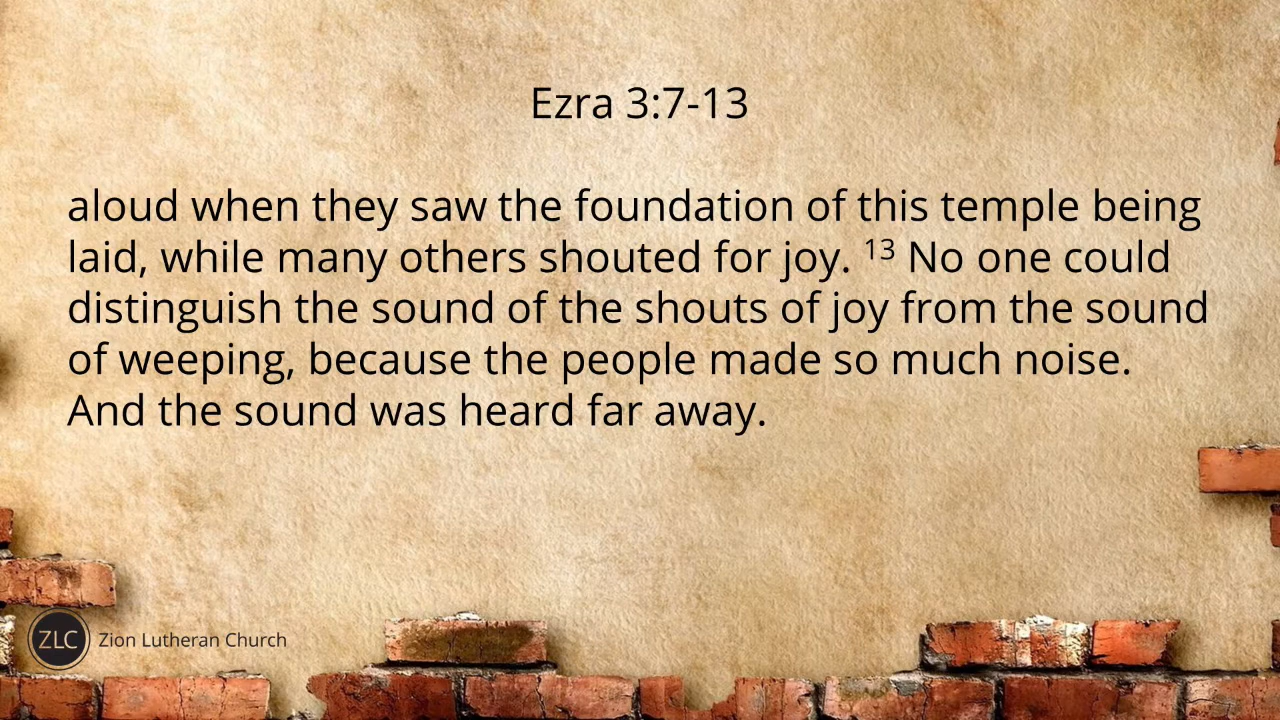 Ezra 3:7-13
aloud when they saw the foundation of this temple being
laid, while many others shouted for joy. ¹³ No one could
distinguish the sound of the shouts of joy from the sound
of weeping, because the people made so much noise.
And the sound was heard far away.
ZLC Zion Lutheran Church